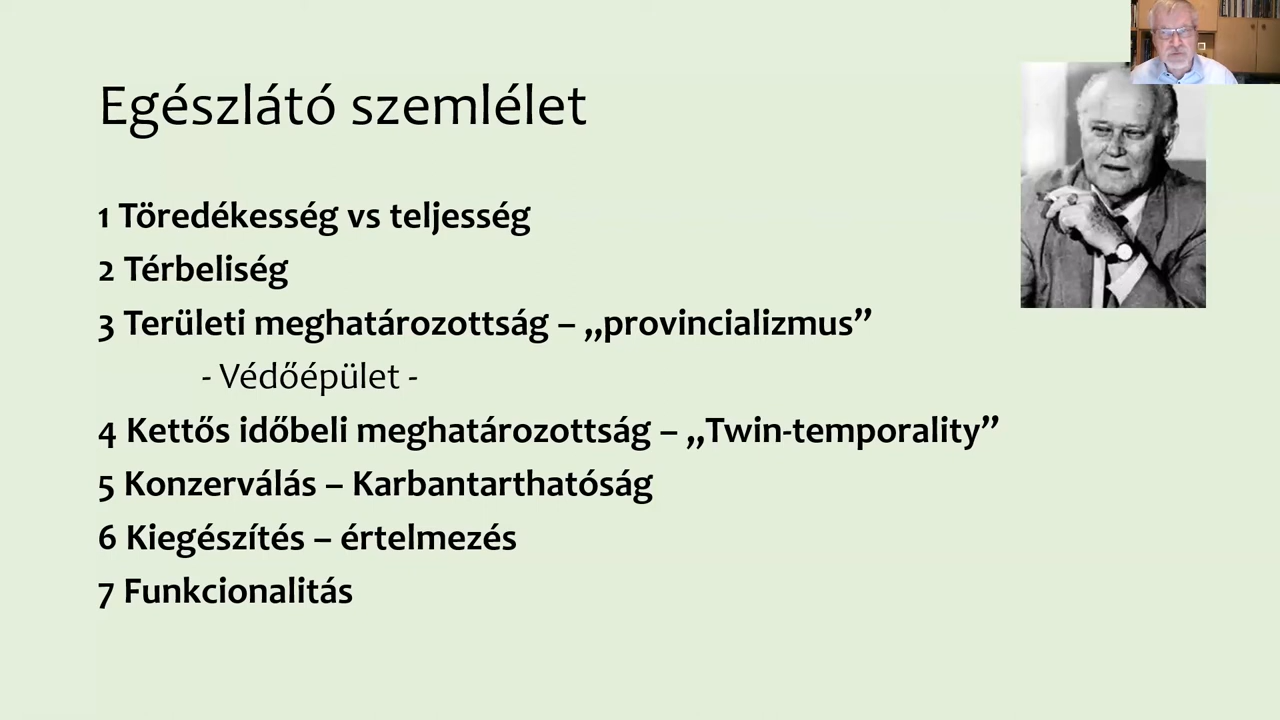 Egészlátó szemlélet
1 Töredékesség vs teljesség
2 Térbeliség
3 Területi meghatározottság – „provincializmus”
- Védőépület -
4 Kettős időbeli meghatározottság – „Twin-temporality”
5 Konzerválás – Karbantarthatóság
6 Kiegészítés – értelmezés
7 Funkcionalitás